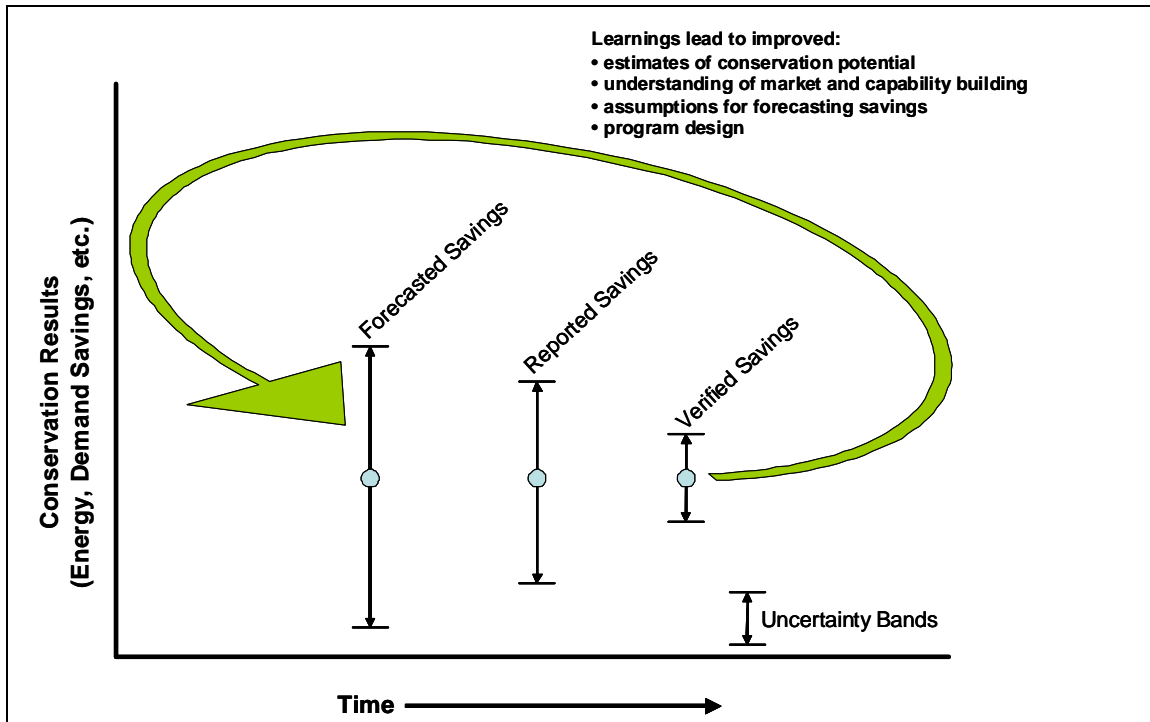 Learnings lead to improved:
• estimates of conservation potential
• understanding of market and capability building
• assumptions for forecasting savings
• program design
Conservation Results
(Energy, Demand Savings, etc.)
Forecasted Savings
Reported Savings
Verified Savings
Uncertainty Bands
Time